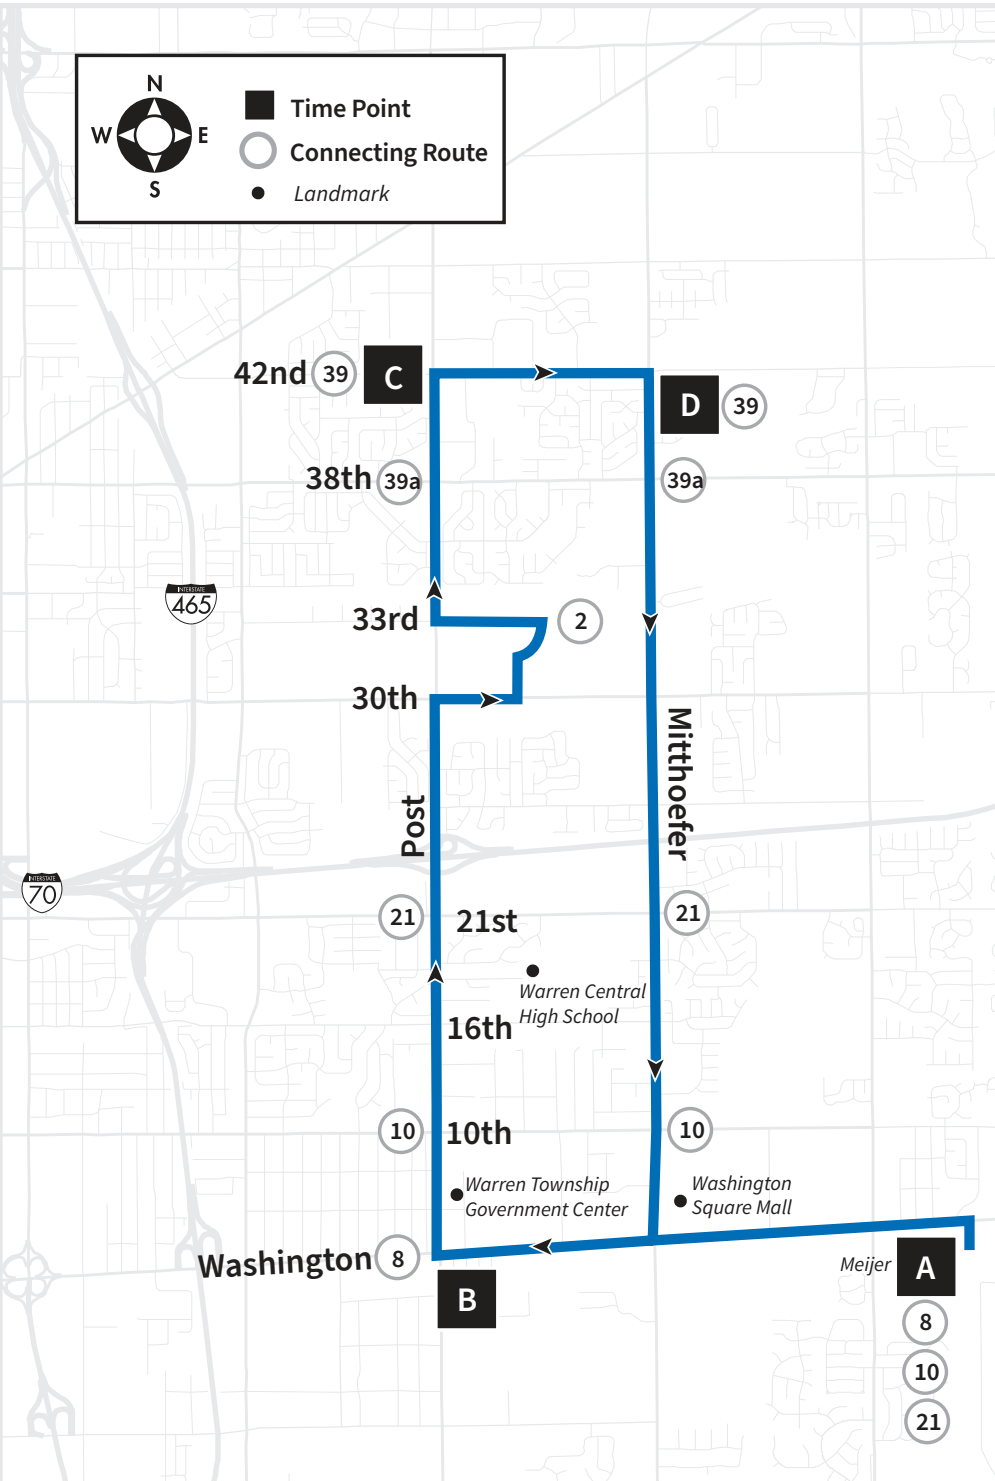 N
W
E
S
Time Point
Connecting Route
Landmark
42nd
39
C
D
39
38th
39a
39a
INTERSTATE
465
33rd
2
30th
Mitthoefer
Post
INTERSTATE
70
21
21st
21
Warren Central
High School
16th
10
10th
10
Warren Township
Government Center
Washington
Square Mall
Washington
8
Meijer
A
B
8
10
21